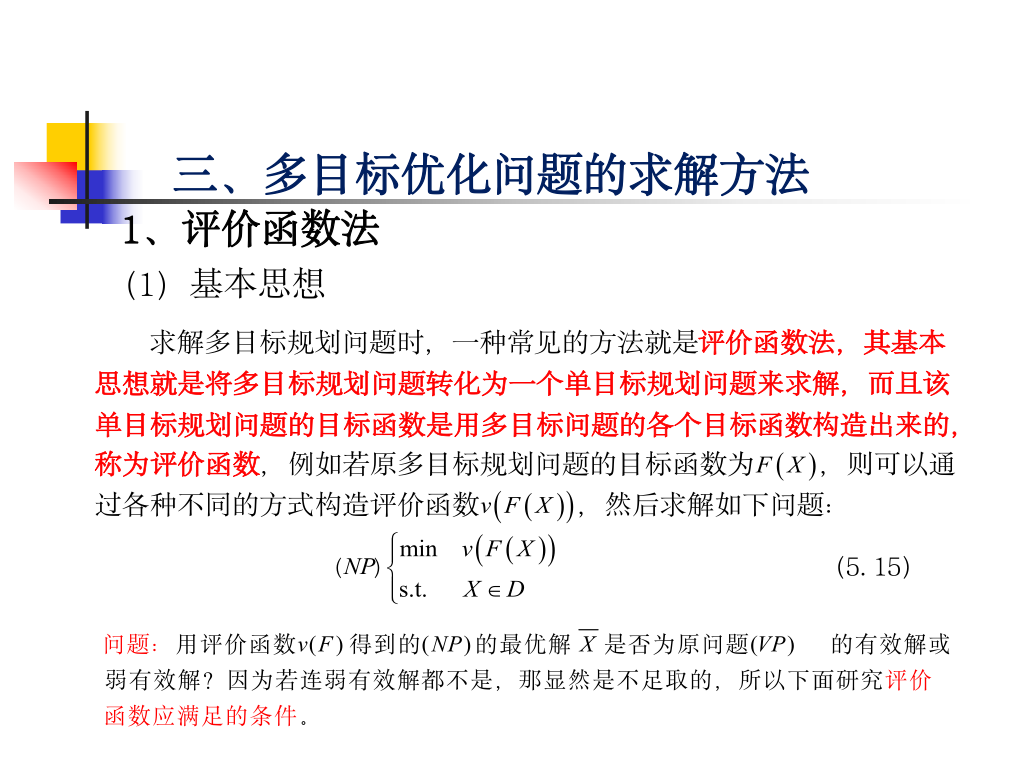 三、多目标优化问题的求解方法
1、评价函数法
(1) 基本思想
求解多目标规划问题时，一种常见的方法就是评价函数法，其基本
思想就是将多目标规划问题转化为一个单目标规划问题来求解，而且该
单目标规划问题的目标函数是用多目标问题的各个目标函数构造出来的，
称为评价函数，例如若原多目标规划问题的目标函数为F(X)，则可以通
过各种不同的方式构造评价函数v(F(X))，然后求解如下问题：
(NP) { min v(F(X))
s.t. X∈D (5.15)
问题：用评价函数v(F)得到的(NP)的最优解 X̄ 是否为原问题(VP) 的有效解或
弱有效解？因为若连弱有效解都不是，那显然是不足取的，所以下面研究评价
函数应满足的条件。